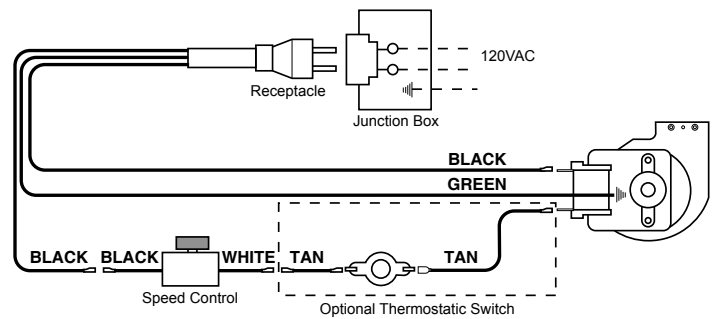 120VAC
Receptacle
Junction Box
BLACK
GREEN
BLACK BLACK WHITE TAN TAN
Speed Control
Optional Thermostatic Switch